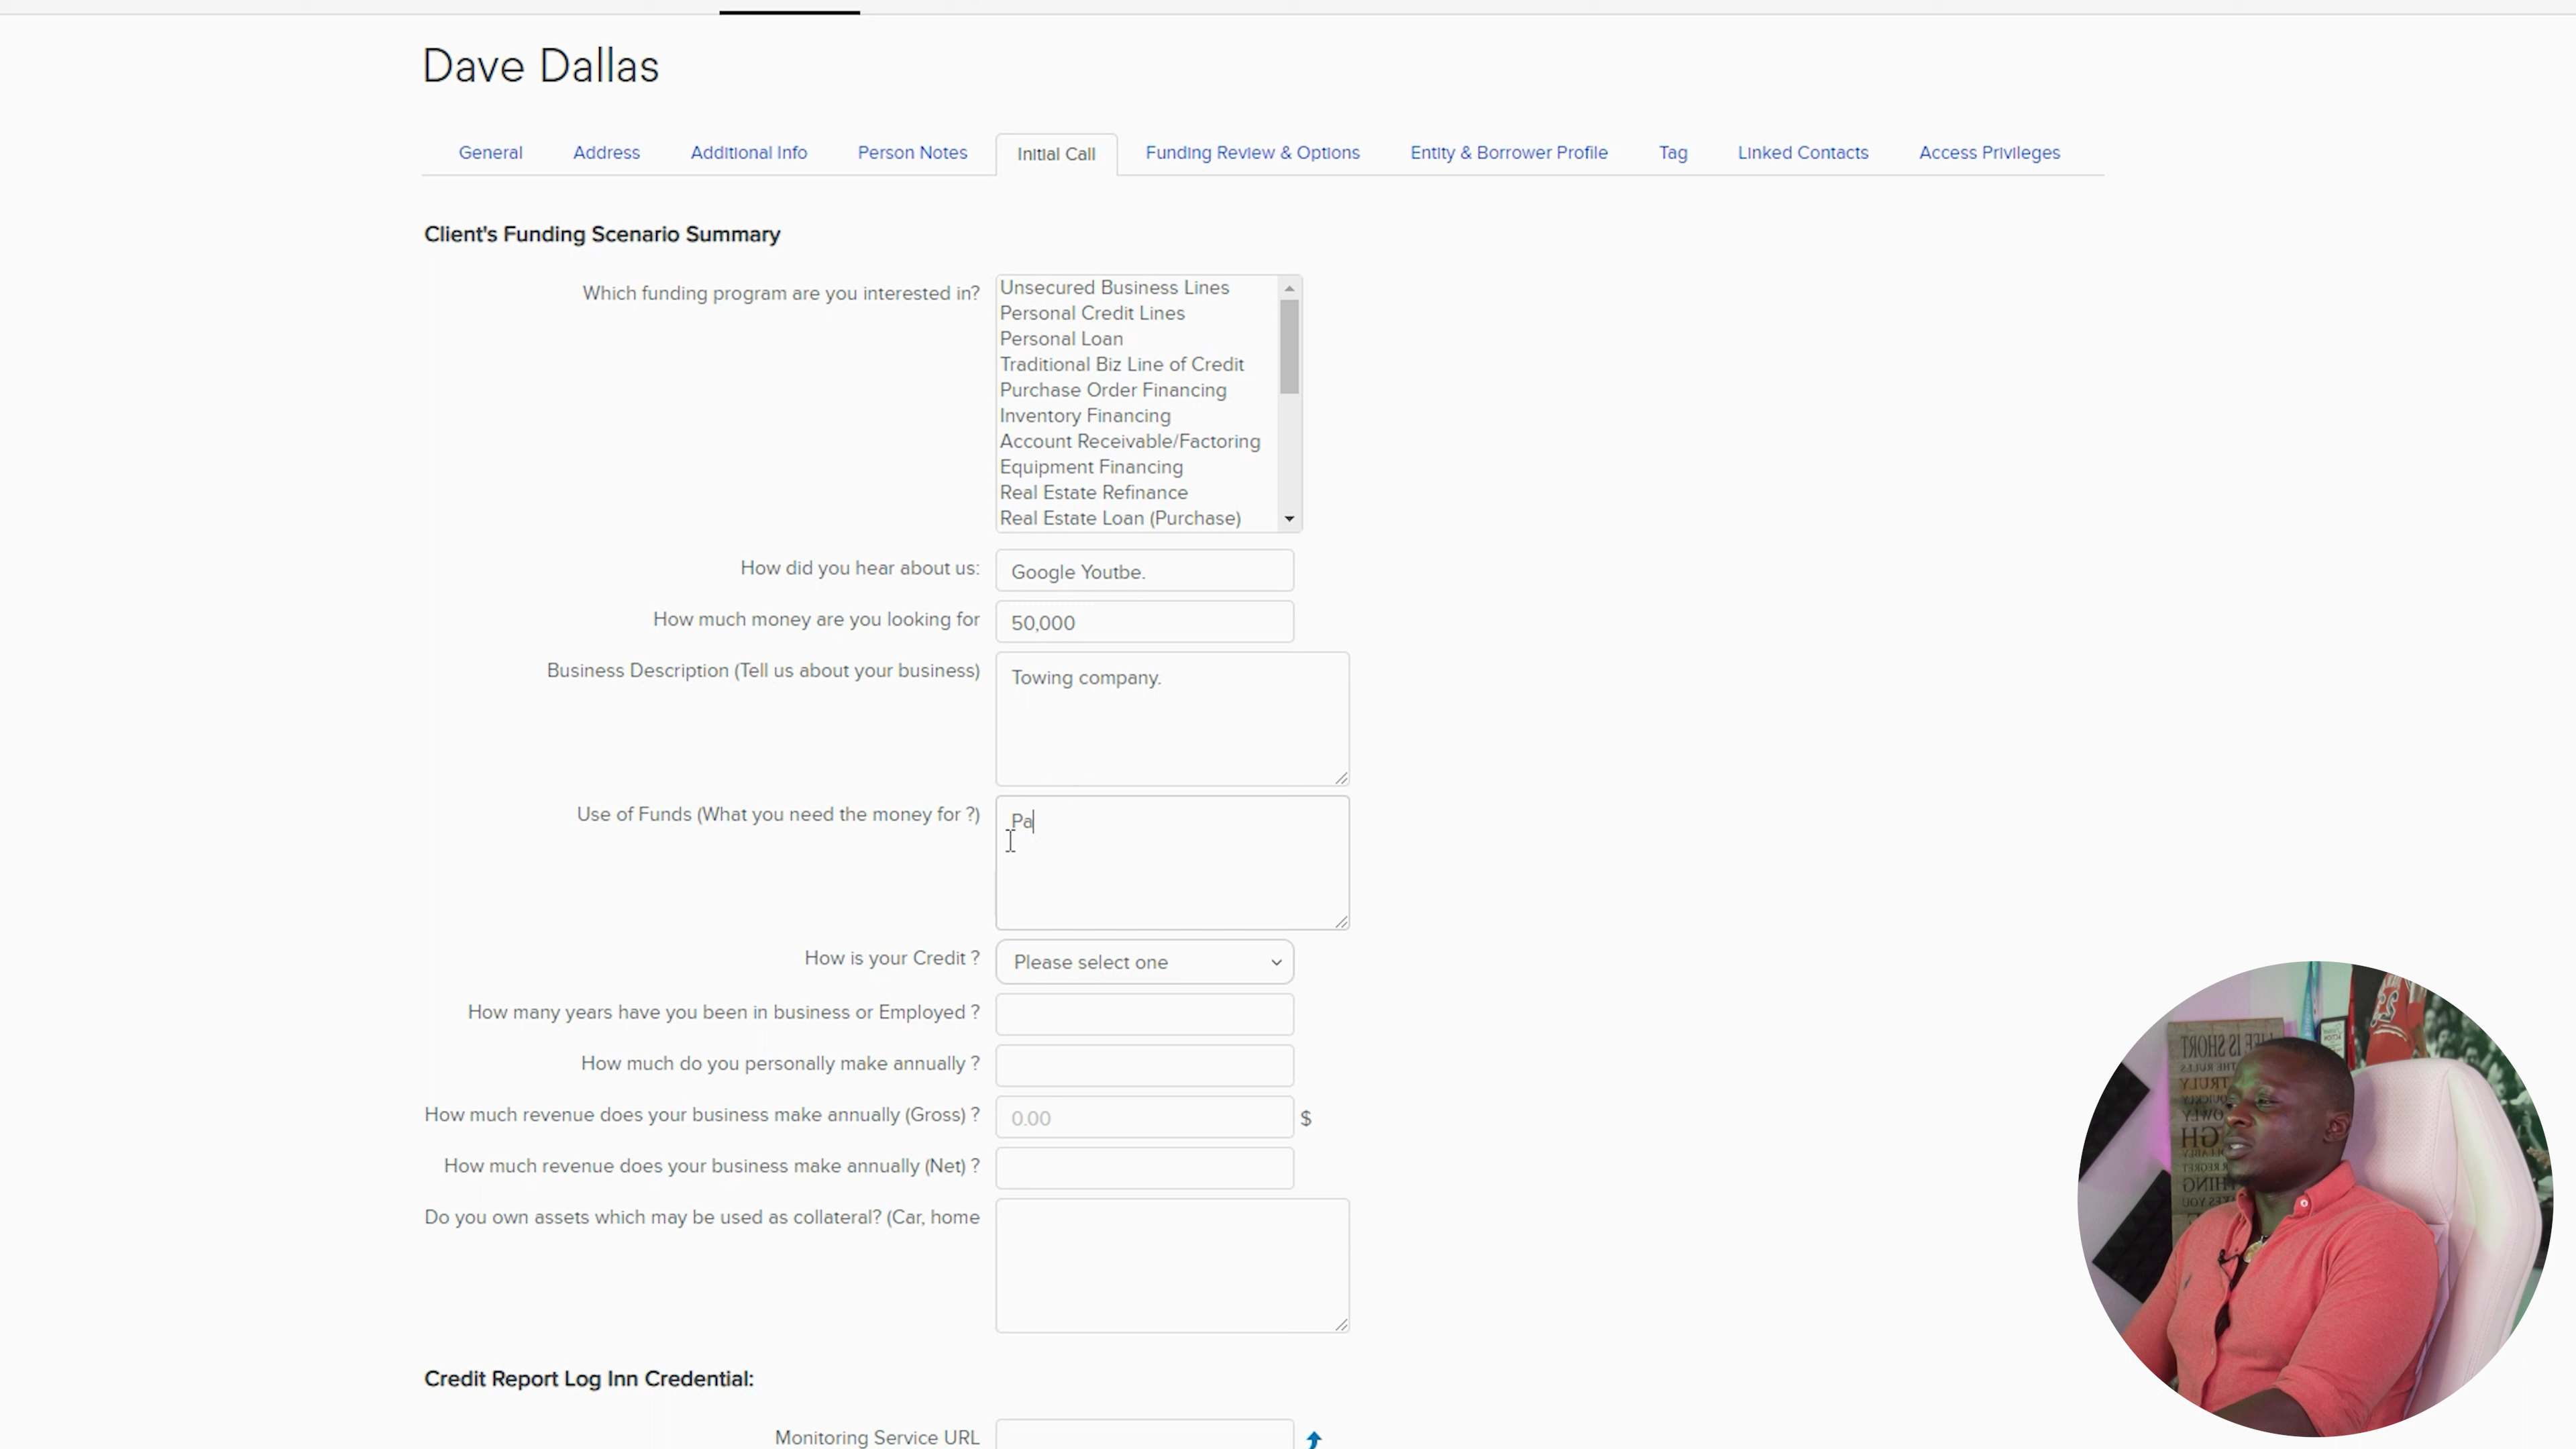 Dave Dallas
General Address Additional Info Person Notes Initial Call Funding Review & Options Entity & Borrower Profile Tag Linked Contacts Access Privileges
Client's Funding Scenario Summary
Which funding program are you interested in?
Unsecured Business Lines
Personal Credit Lines
Personal Loan
Traditional Biz Line of Credit
Purchase Order Financing
Inventory Financing
Account Receivable/Factoring
Equipment Financing
Real Estate Refinance
Real Estate Loan (Purchase)
How did you hear about us: Google Youtbe.
How much money are you looking for 50,000
Business Description (Tell us about your business) Towing company.
Use of Funds (What you need the money for ?) Pa
How is your Credit ? Please select one
How many years have you been in business or Employed ?
How much do you personally make annually ?
How much revenue does your business make annually (Gross) ? 0.00 $
How much revenue does your business make annually (Net) ?
Do you own assets which may be used as collateral? (Car, home
Credit Report Log Inn Credential:
Monitoring Service URL
LIFE IS SHORT
THE RULES
TRULY
QUICKLY